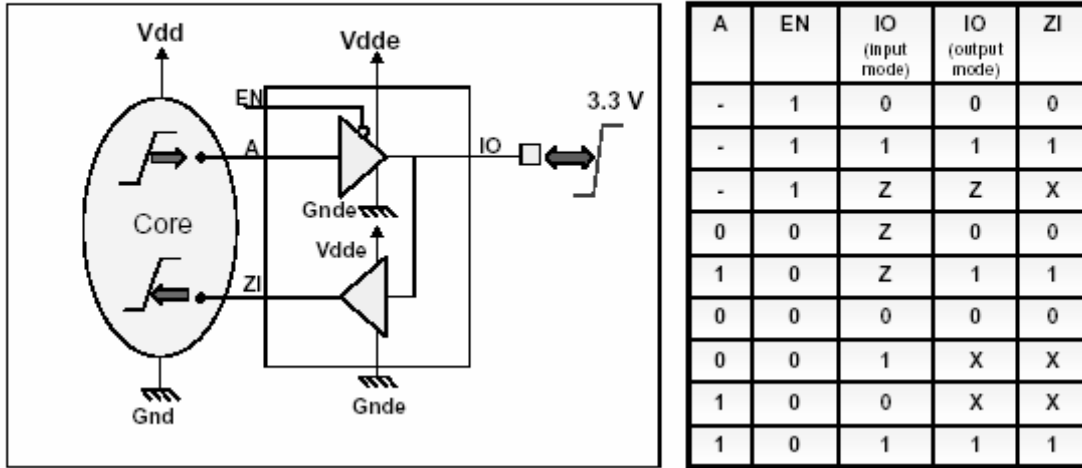 Vdd
Vdde
EN
3.3 V
A
IO
Gnde
Core
Vdde
ZI
Gnd
Gnde
A EN IO (input mode) IO (output mode) ZI
- 1 0 0 0
- 1 1 1 1
- 1 Z Z X
0 0 Z 0 0
1 0 Z 1 1
0 0 0 0 0
0 0 1 X X
1 0 0 X X
1 0 1 1 1